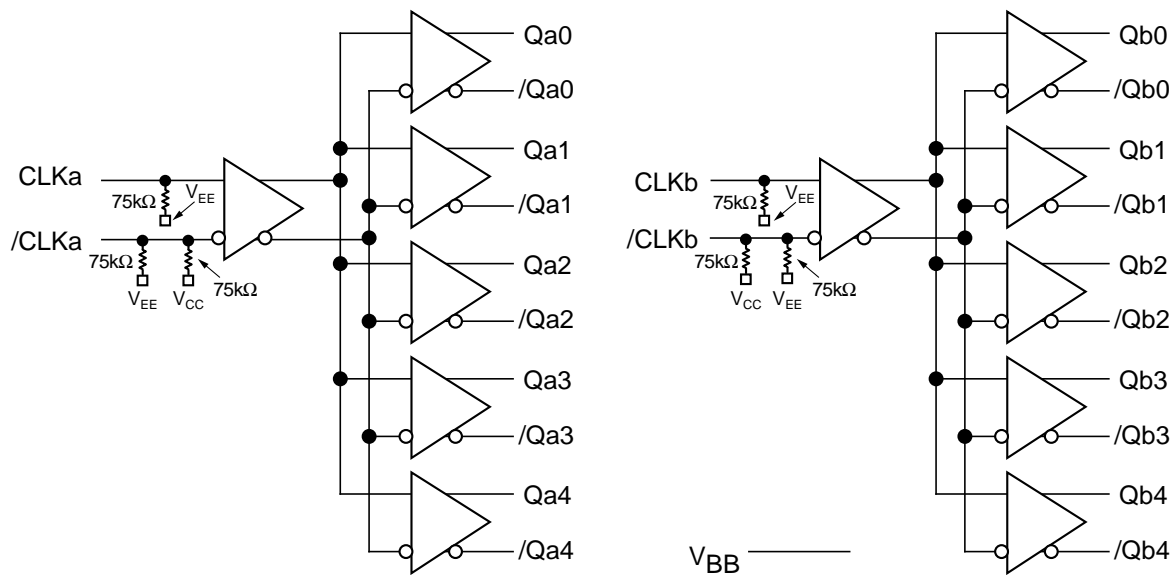 Qa0
/Qa0
Qa1
CLKa
75kΩ
VEE
/Qa1
/CLKa
75kΩ
VEE
VCC
75kΩ
Qa2
/Qa2
Qa3
/Qa3
Qa4
/Qa4
Qb0
/Qb0
Qb1
CLKb
75kΩ
VEE
/Qb1
/CLKb
75kΩ
VCC
VEE
75kΩ
Qb2
/Qb2
Qb3
/Qb3
Qb4
VBB
/Qb4